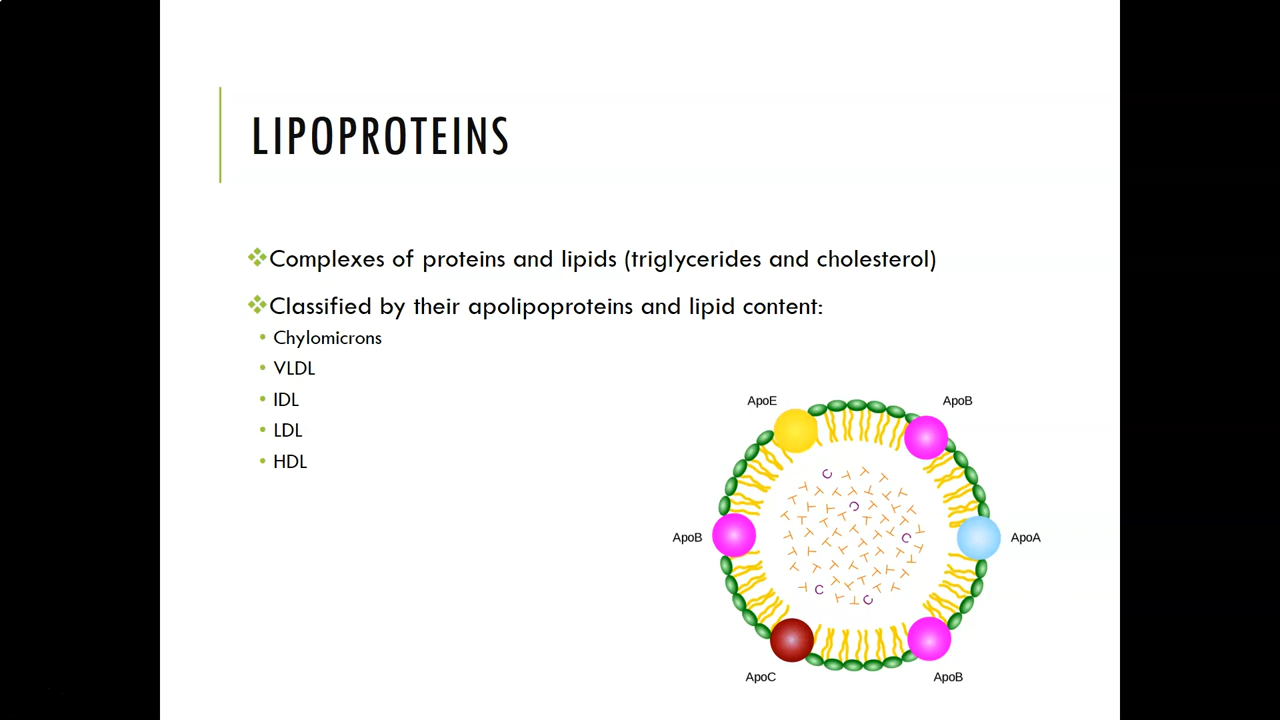 LIPOPROTEINS
Complexes of proteins and lipids (triglycerides and cholesterol)
Classified by their apolipoproteins and lipid content:
Chylomicrons
VLDL
IDL
LDL
HDL
ApoE
ApoB
ApoB
ApoA
ApoC
ApoB